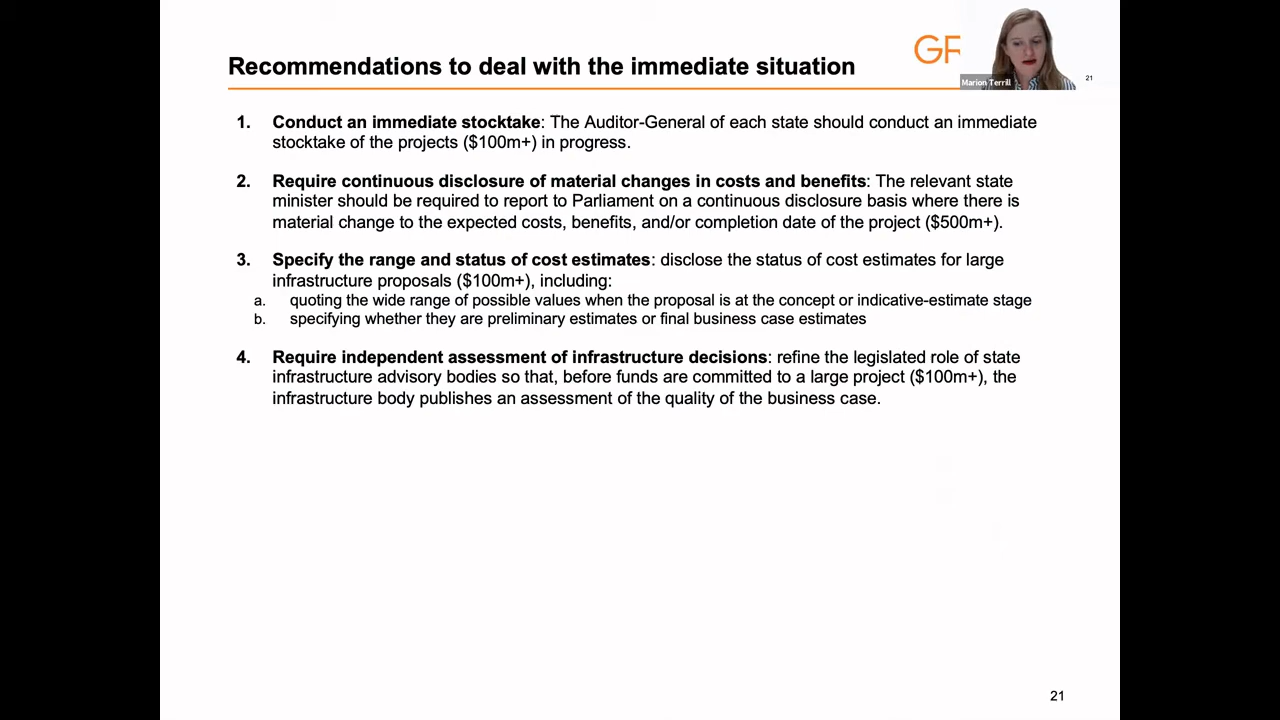 GF
Marion Terrill
21
Recommendations to deal with the immediate situation
1. Conduct an immediate stocktake: The Auditor-General of each state should conduct an immediate
stocktake of the projects ($100m+) in progress.
2. Require continuous disclosure of material changes in costs and benefits: The relevant state
minister should be required to report to Parliament on a continuous disclosure basis where there is
material change to the expected costs, benefits, and/or completion date of the project ($500m+).
3. Specify the range and status of cost estimates: disclose the status of cost estimates for large
infrastructure proposals ($100m+), including:
a. quoting the wide range of possible values when the proposal is at the concept or indicative-estimate stage
b. specifying whether they are preliminary estimates or final business case estimates
4. Require independent assessment of infrastructure decisions: refine the legislated role of state
infrastructure advisory bodies so that, before funds are committed to a large project ($100m+), the
infrastructure body publishes an assessment of the quality of the business case.
21